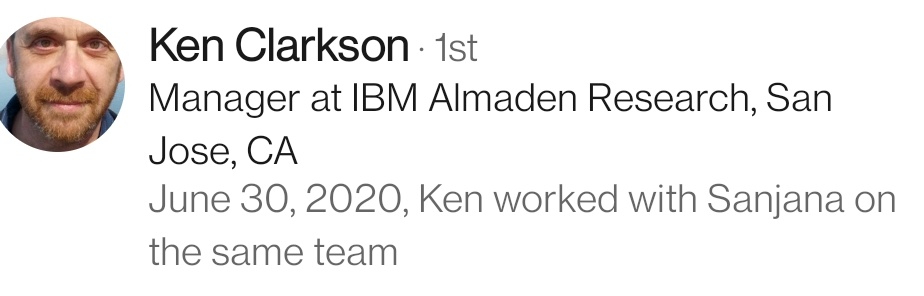 Ken Clarkson · 1st
Manager at IBM Almaden Research, San
Jose, CA
June 30, 2020, Ken worked with Sanjana on
the same team